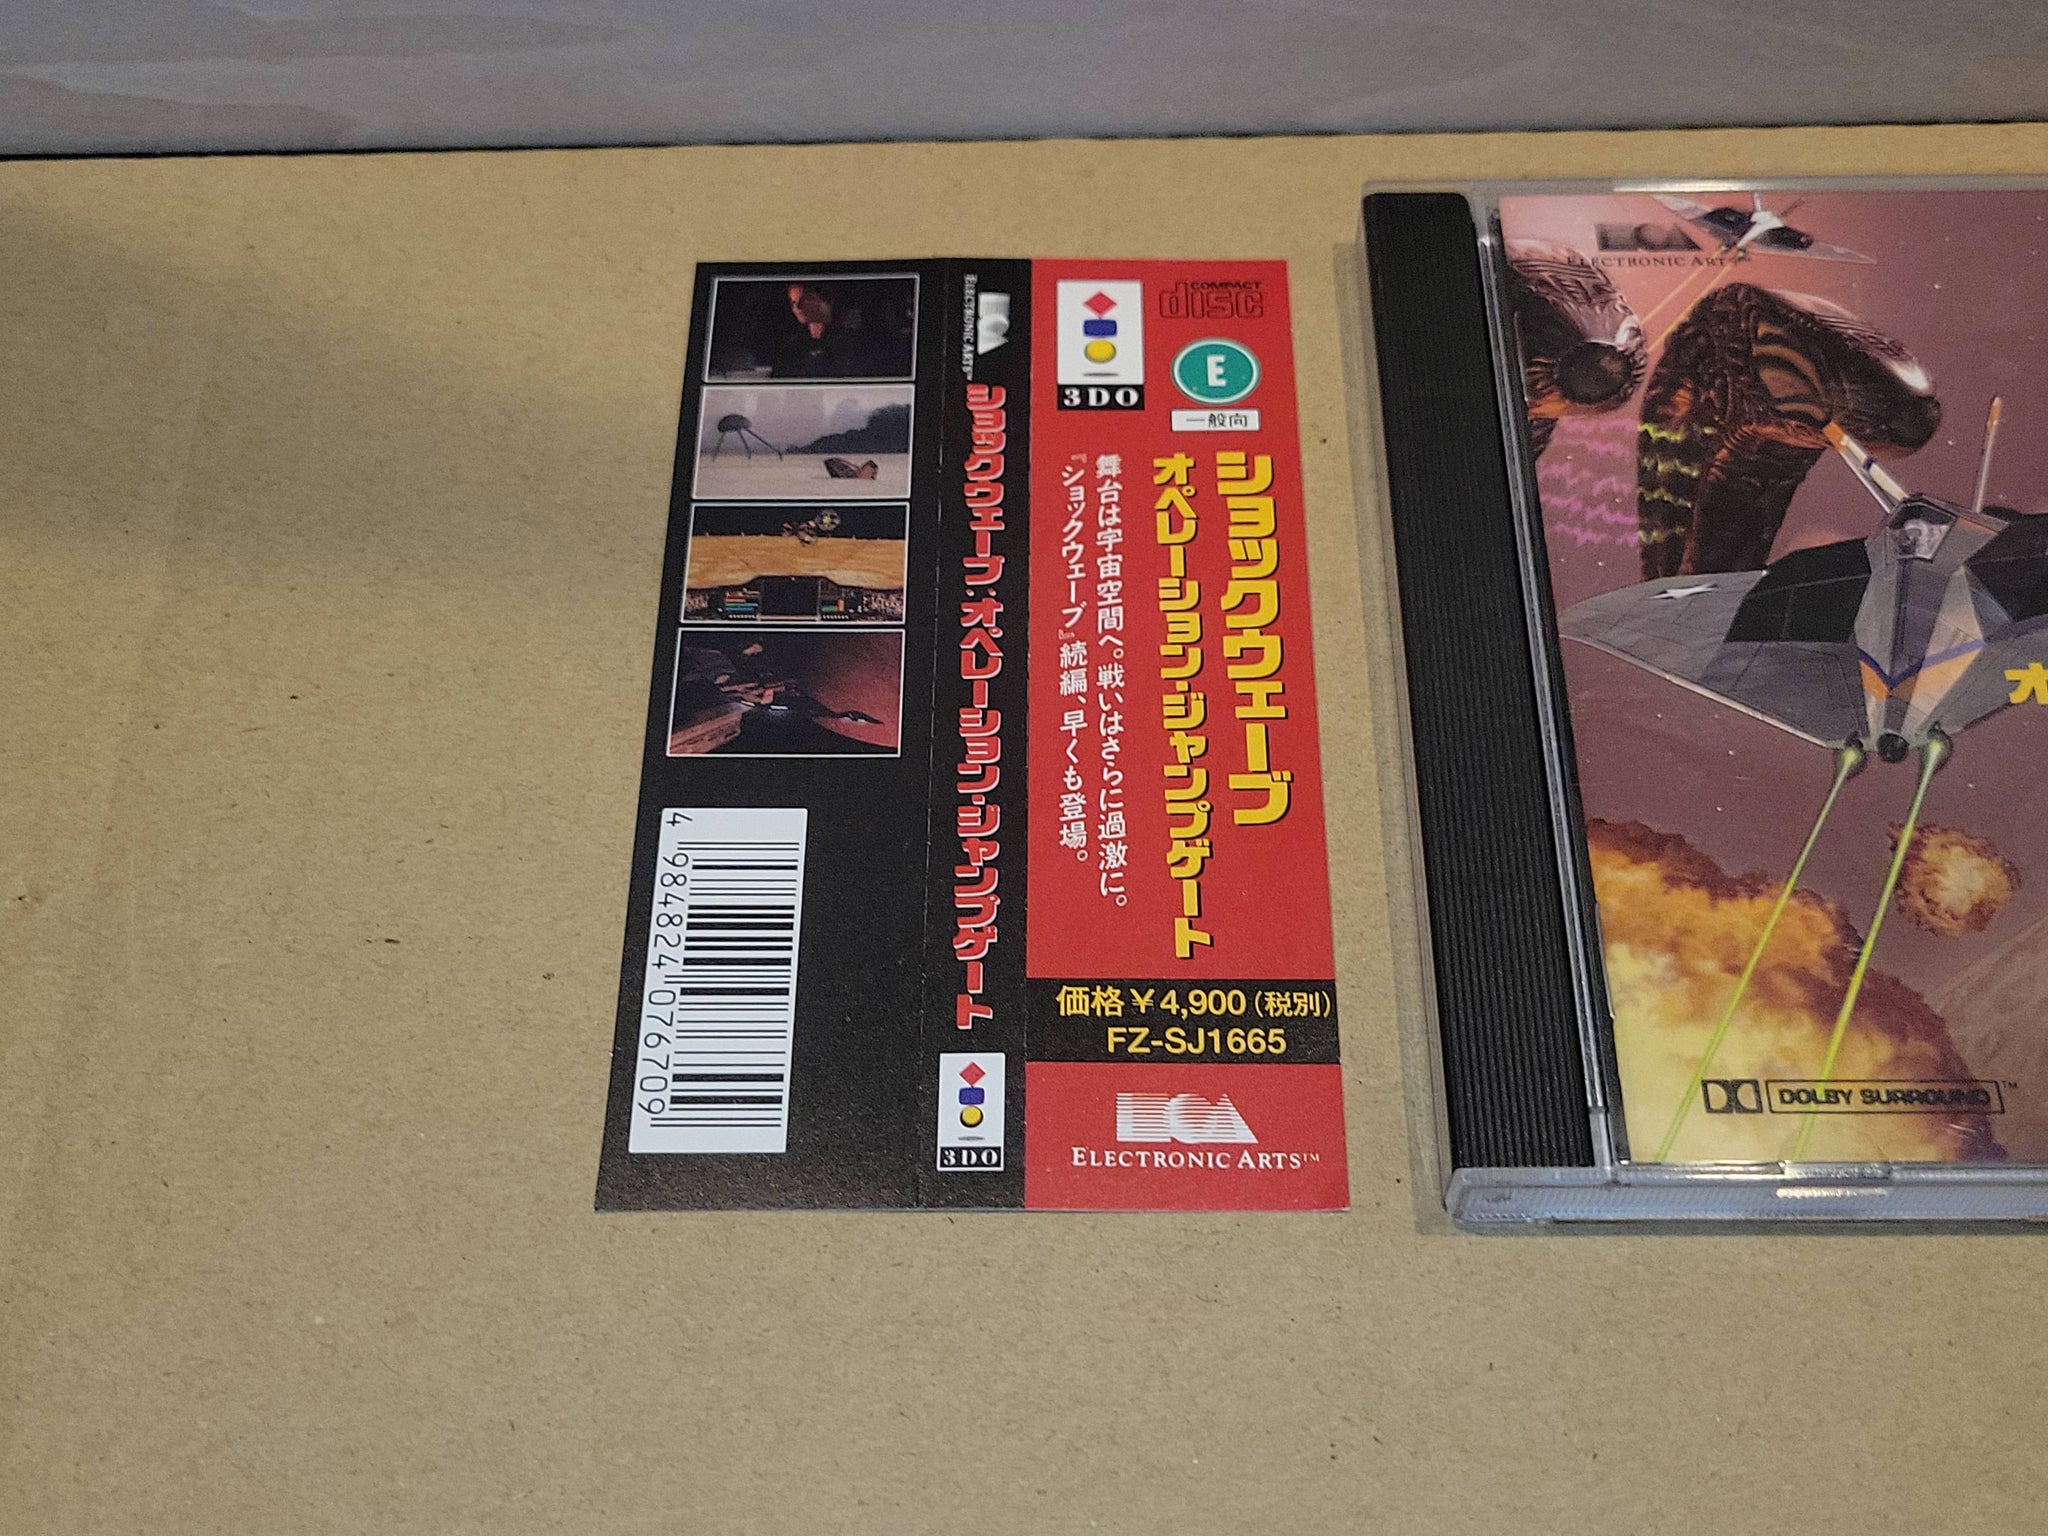 COMPACT
disc
3DO
E
一般向
ショックウェーブ
オペレーション・ジャンプゲート
舞台は宇宙空間へ。戦いはさらに過激に。
『ショックウェーブ』続編、早くも登場。
価格¥4,900(税別)
FZ-SJ1665
ELECTRONIC ARTS™
ELECTRONIC ARTS™
ショックウェーブ:オペレーション・ジャンプゲート
3DO
4 984824 076709
ELECTRONIC ARTS™
オ
DOLBY SURROUND™